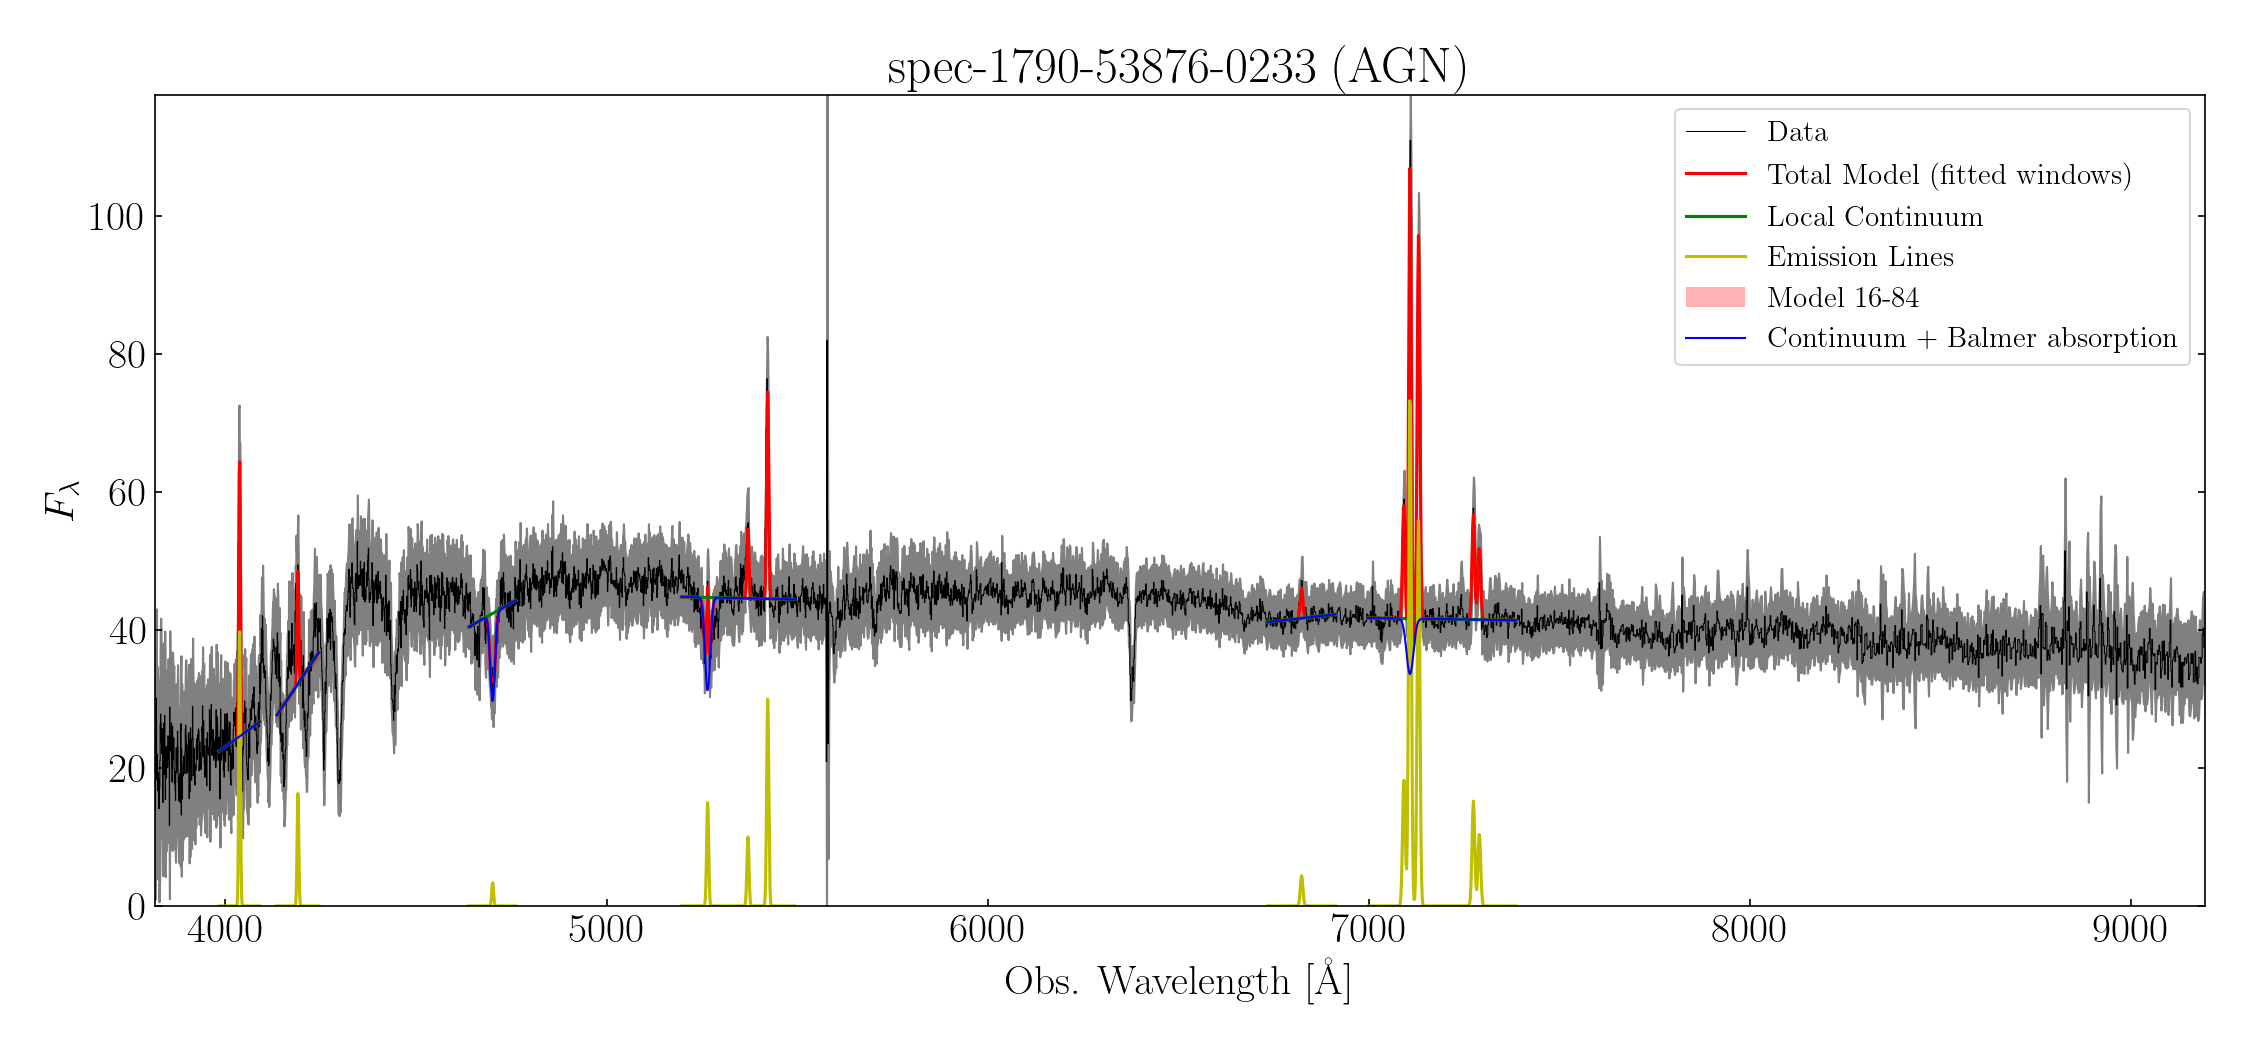 spec-1790-53876-0233 (AGN)
Data
Total Model (fitted windows)
Local Continuum
Emission Lines
Model 16-84
Continuum + Balmer absorption
100
80
60
40
20
0
Fλ
4000 5000 6000 7000 8000 9000
Obs. Wavelength [Å]